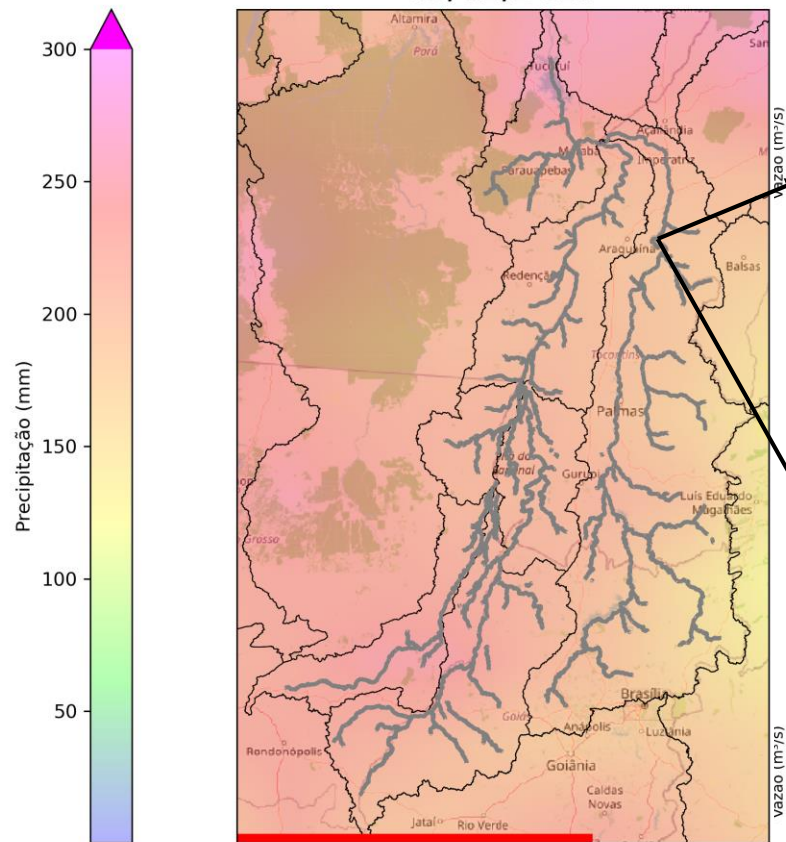 Precipitação (mm)
300
250
200
150
100
50
Altamira
Pará
Tucuruí
San
Açailândia
Marabá
Imperatriz
Parauapebas
M
Araguaína
Balsas
Redenção
Tocantins
Palmas
Ilha do
Bananal
Gurupi
Luís Eduardo
Magalhães
Grosso
Brasília
Goiás
Anápolis
Luziânia
Rondonópolis
Goiânia
Caldas
Novas
Jataí
Rio Verde
vazao (m³/s)
vazao (m³/s)